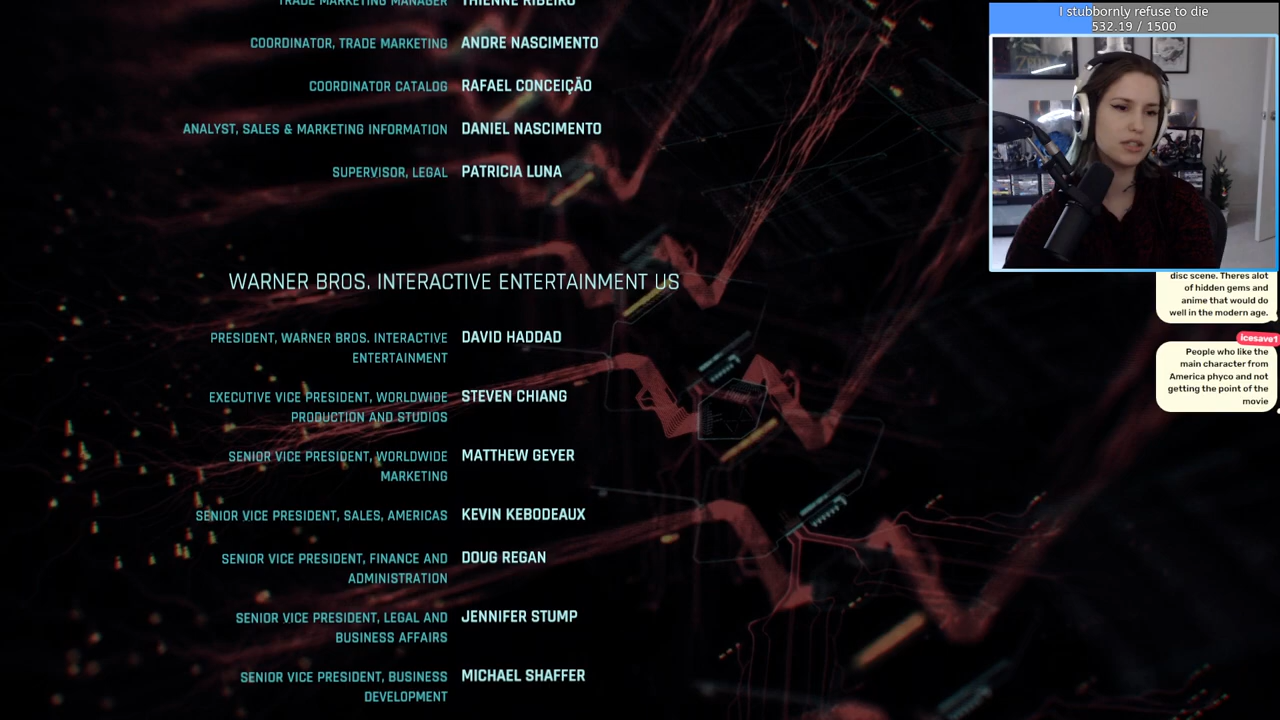 TRADE MARKETING MANAGER THIENNE RIBEIRO
COORDINATOR, TRADE MARKETING ANDRE NASCIMENTO
COORDINATOR CATALOG RAFAEL CONCEIÇÃO
ANALYST, SALES & MARKETING INFORMATION DANIEL NASCIMENTO
SUPERVISOR, LEGAL PATRICIA LUNA
WARNER BROS. INTERACTIVE ENTERTAINMENT US
PRESIDENT, WARNER BROS. INTERACTIVE DAVID HADDAD
ENTERTAINMENT
EXECUTIVE VICE PRESIDENT, WORLDWIDE STEVEN CHIANG
PRODUCTION AND STUDIOS
SENIOR VICE PRESIDENT, WORLDWIDE MATTHEW GEYER
MARKETING
SENIOR VICE PRESIDENT, SALES, AMERICAS KEVIN KEBODEAUX
SENIOR VICE PRESIDENT, FINANCE AND DOUG REGAN
ADMINISTRATION
SENIOR VICE PRESIDENT, LEGAL AND JENNIFER STUMP
BUSINESS AFFAIRS
SENIOR VICE PRESIDENT, BUSINESS MICHAEL SHAFFER
DEVELOPMENT
I stubbornly refuse to die
532.19 / 1500
disc scene. Theres alot
of hidden gems and
anime that would do
well in the modern age.
Icesave1
People who like the
main character from
America phyco and not
getting the point of the
movie